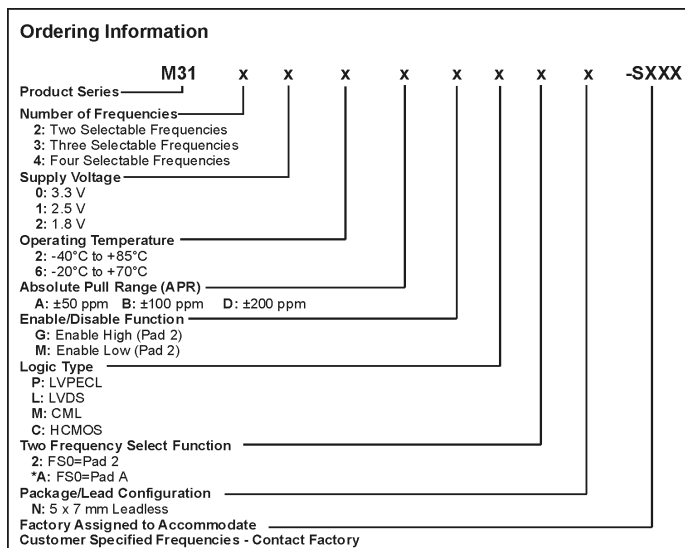 Ordering Information
M31 x x x x x x x x -SXXX
Product Series
Number of Frequencies
2: Two Selectable Frequencies
3: Three Selectable Frequencies
4: Four Selectable Frequencies
Supply Voltage
0: 3.3 V
1: 2.5 V
2: 1.8 V
Operating Temperature
2: -40°C to +85°C
6: -20°C to +70°C
Absolute Pull Range (APR)
A: ±50 ppm B: ±100 ppm D: ±200 ppm
Enable/Disable Function
G: Enable High (Pad 2)
M: Enable Low (Pad 2)
Logic Type
P: LVPECL
L: LVDS
M: CML
C: HCMOS
Two Frequency Select Function
2: FS0=Pad 2
*A: FS0=Pad A
Package/Lead Configuration
N: 5 x 7 mm Leadless
Factory Assigned to Accommodate
Customer Specified Frequencies - Contact Factory